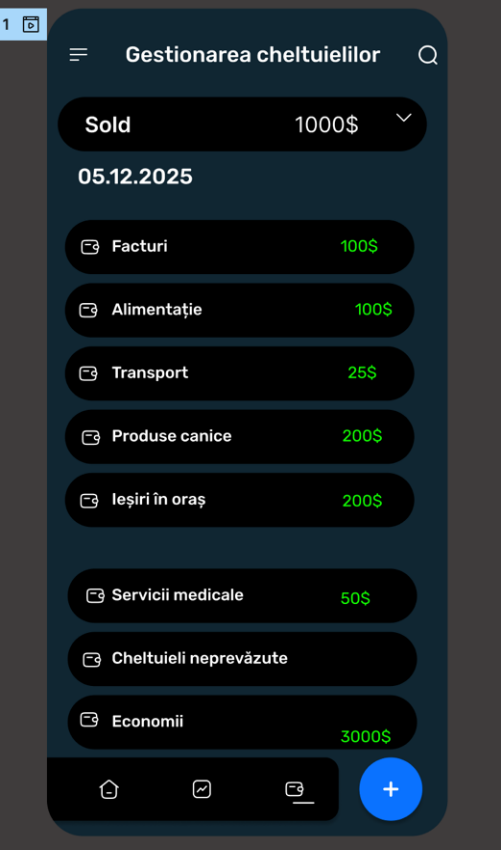 1
Gestionarea cheltuielilor
Sold 1000$
05.12.2025
Facturi 100$
Alimentație 100$
Transport 25$
Produse canice 200$
Ieșiri în oraș 200$
Servicii medicale 50$
Cheltuieli neprevăzute
Economii 3000$
+